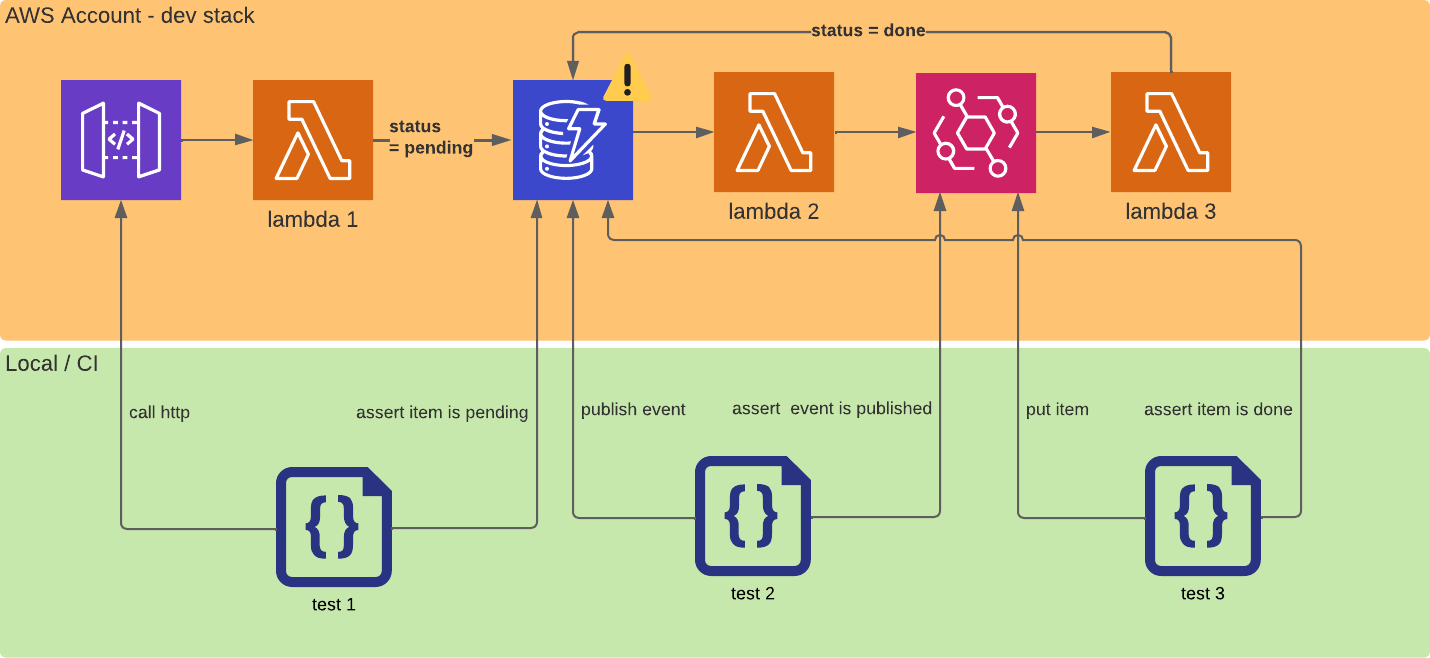 AWS Account - dev stack
status = done
status
= pending
</>
lambda 1
lambda 2
lambda 3
Local / CI
call http
assert item is pending
publish event
assert  event is published
put item
assert item is done
{ }
{ }
{ }
test 1
test 2
test 3